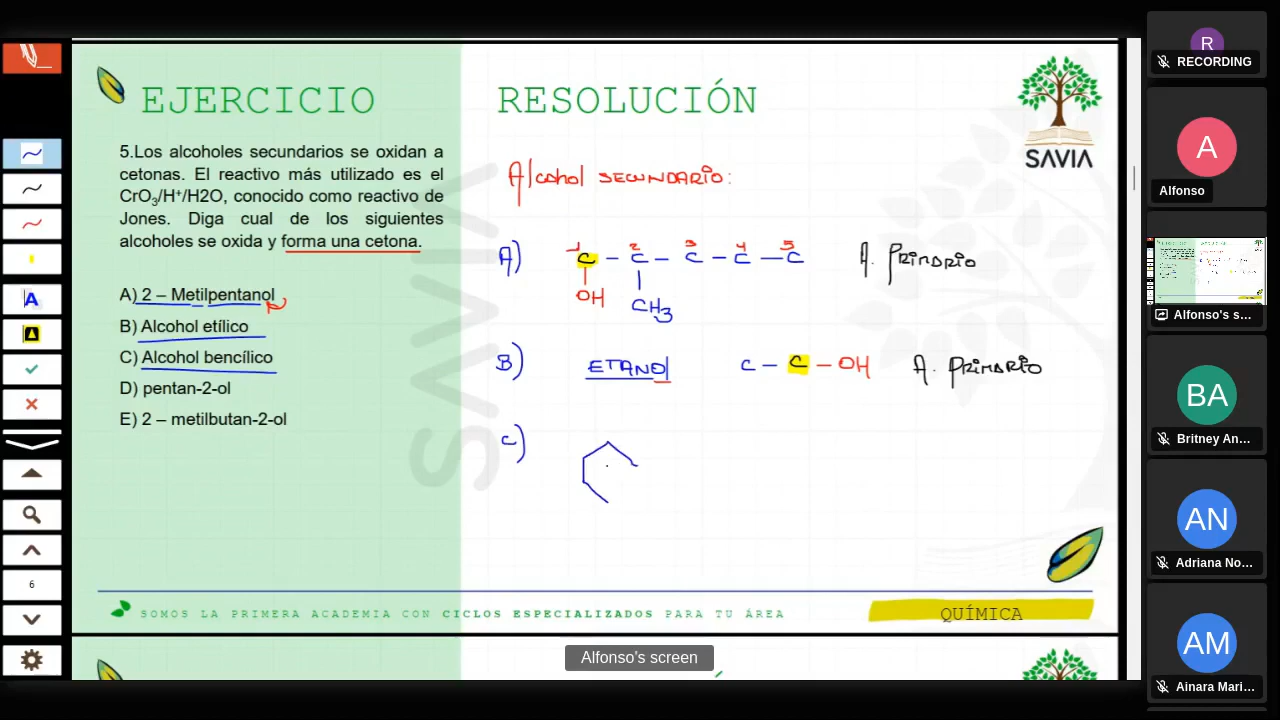 EJERCICIO
5.Los alcoholes secundarios se oxidan a
cetonas. El reactivo más utilizado es el
CrO3/H+/H2O, conocido como reactivo de
Jones. Diga cual de los siguientes
alcoholes se oxida y forma una cetona.
A) 2 – Metilpentanol
B) Alcohol etílico
C) Alcohol bencílico
D) pentan-2-ol
E) 2 – metilbutan-2-ol
RESOLUCIÓN
SAVIA
Alcohol SECUNDARIO:
1 2 3 4 5
A) C – C – C – C – C A. PRIMARIO
OH CH3
B) ETANOL C – C – OH A. PRIMARIO
C)
SAVIA
SOMOS LA PRIMERA ACADEMIA CON CICLOS ESPECIALIZADOS PARA TU ÁREA
QUÍMICA
Alfonso's screen
A
A
6
R
RECORDING
A
Alfonso
Alfonso's s...
BA
Britney An...
AN
Adriana No...
AM
Ainara Mari...